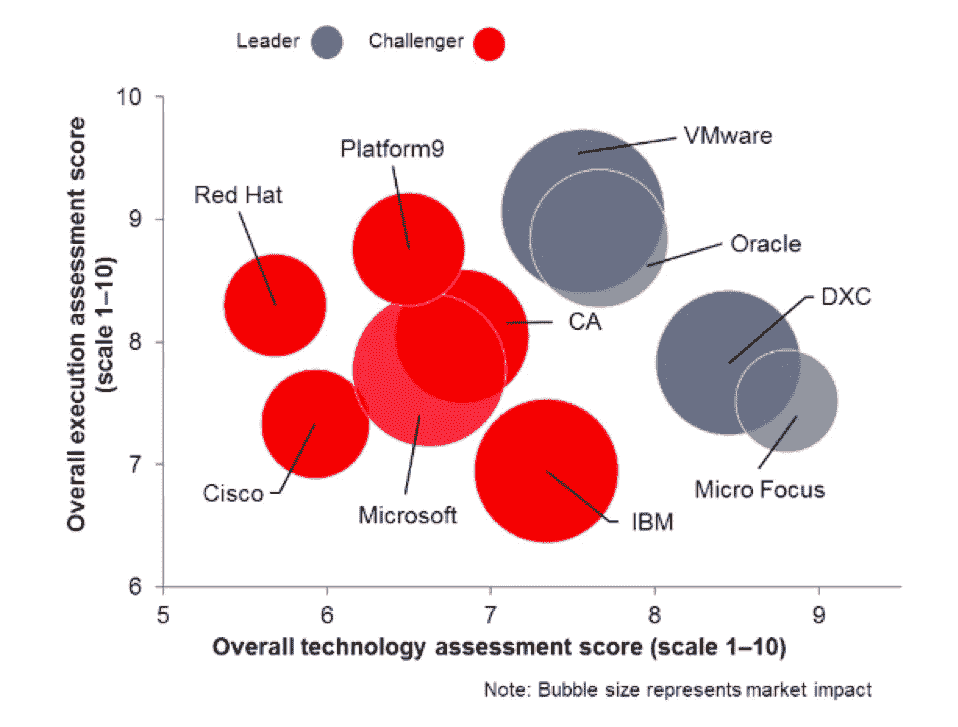 Leader
Challenger
Overall execution assessment score
(scale 1–10)
10
9
8
7
6
VMware
Platform9
Red Hat
Oracle
DXC
CA
Micro Focus
Cisco
Microsoft
IBM
5 6 7 8 9
Overall technology assessment score (scale 1–10)
Note: Bubble size represents market impact